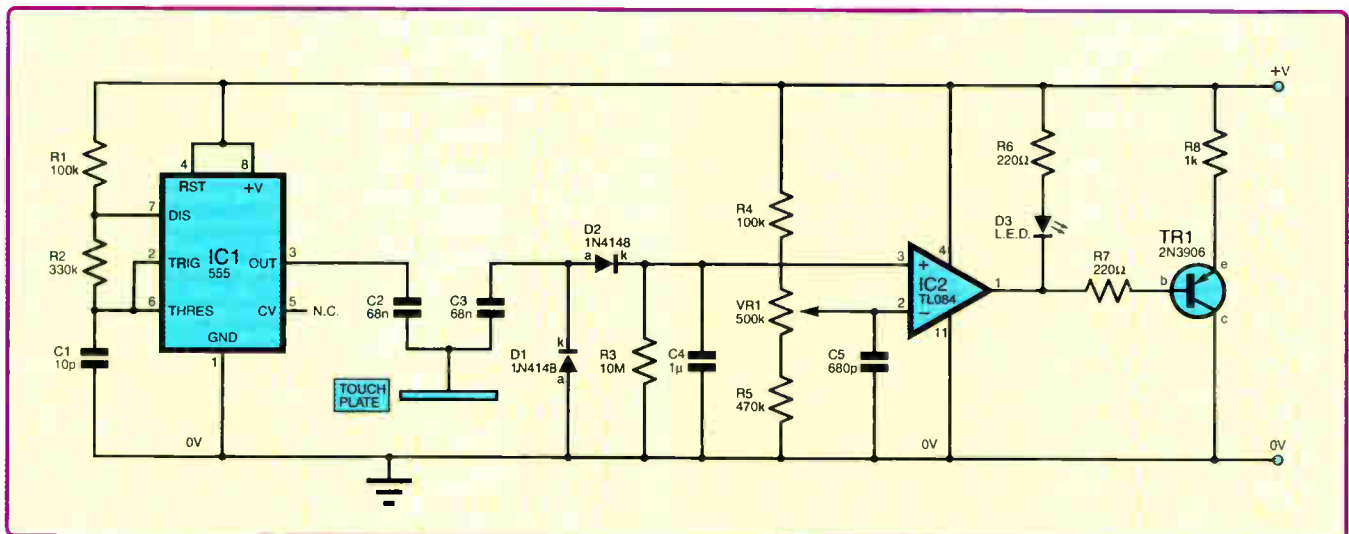 +V
R1
100k
R2
330k
C1
10p
4
8
RST
+V
7
DIS
2
TRIG
IC1
555
OUT
3
6
THRES
CV
5
N.C.
GND
1
0V
C2
68n
C3
68n
TOUCH
PLATE
D1
1N4148
k
a
D2
1N4148
a
k
R3
10M
C4
1µ
R4
100k
VR1
500k
R5
470k
C5
680p
3
+
2
−
4
IC2
TL084
1
11
0V
R6
220Ω
D3
L.E.D.
R7
220Ω
R8
1k
TR1
2N3906
b
e
c
0V